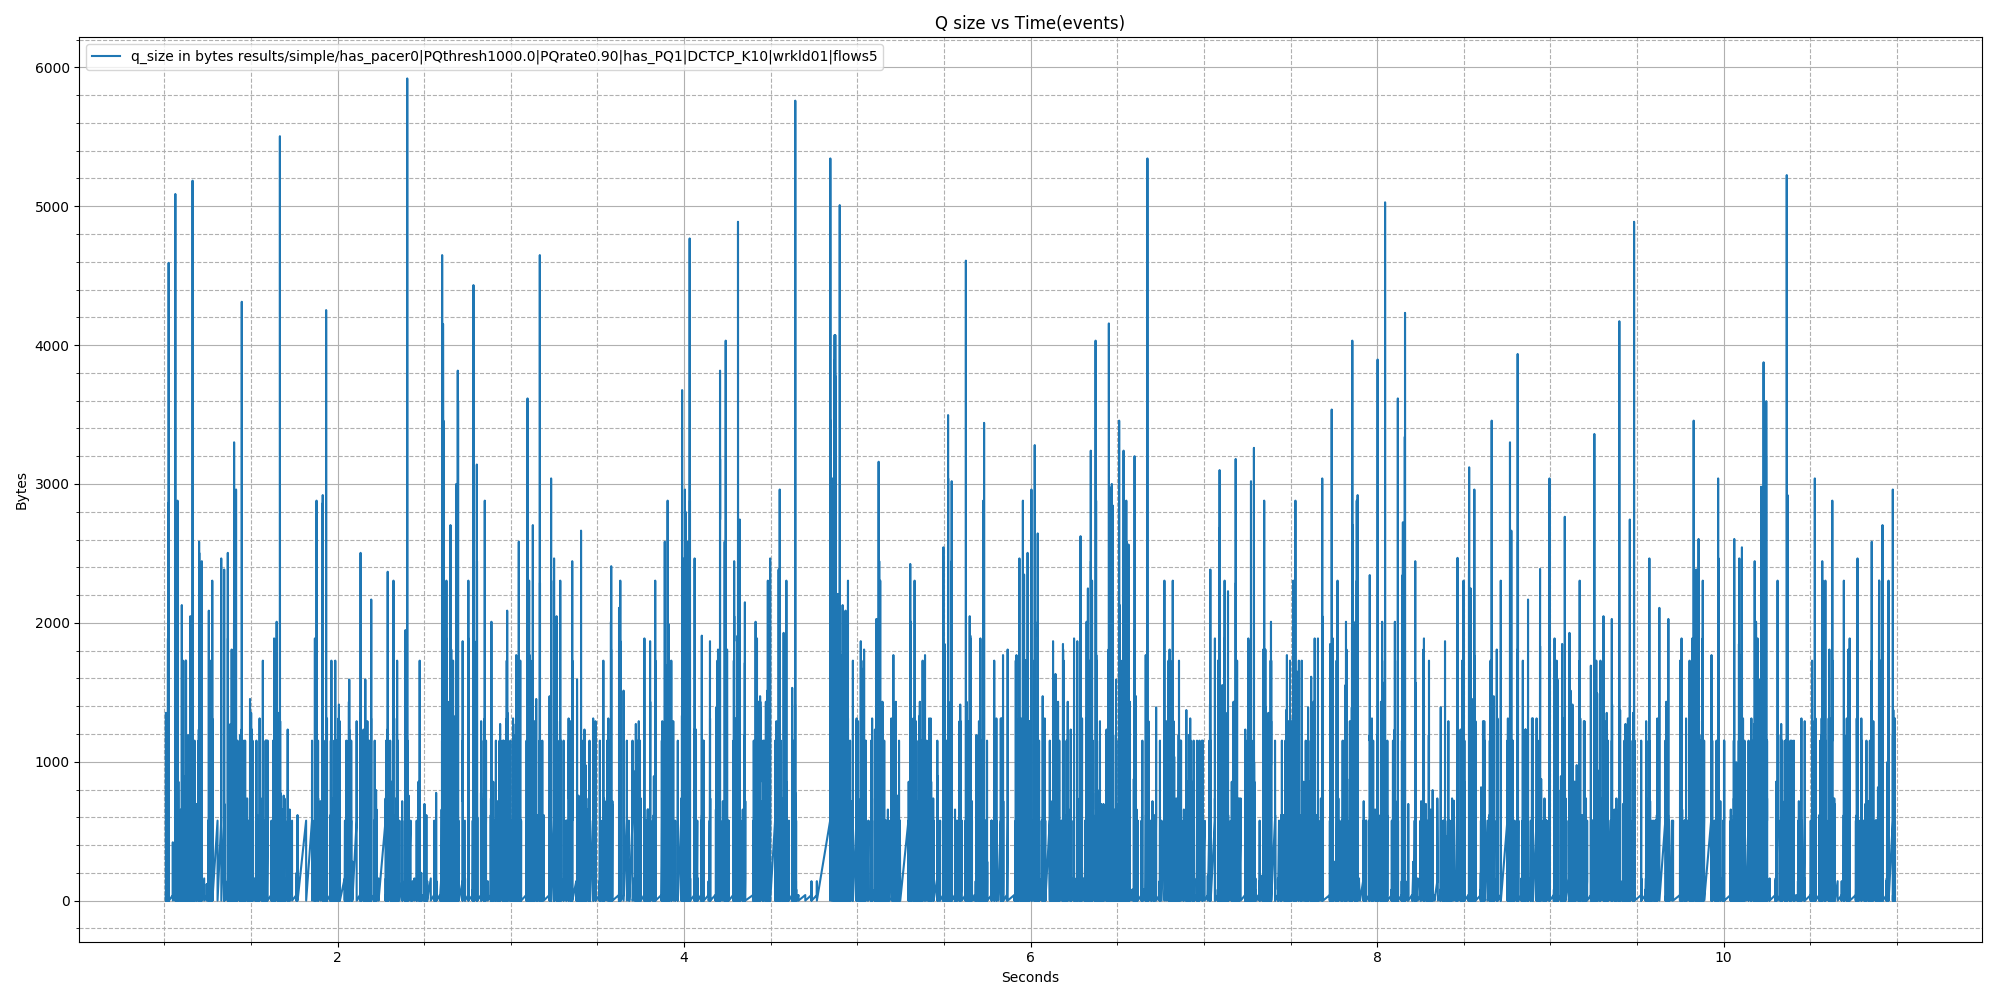 Q size vs Time(events)
q_size in bytes results/simple/has_pacer0|PQthresh1000.0|PQrate0.90|has_PQ1|DCTCP_K10|wrkld01|flows5
6000
5000
4000
3000
2000
1000
0
Bytes
2 4 6 8 10
Seconds